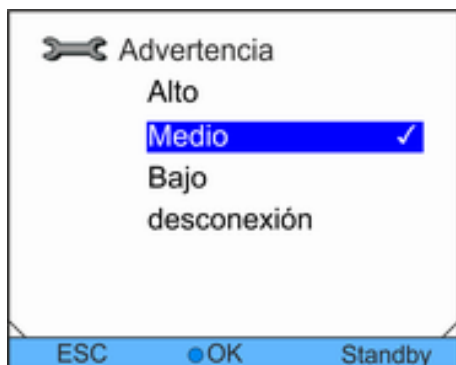 Advertencia
Alto
Medio ✓
Bajo
desconexión
ESC OK Standby